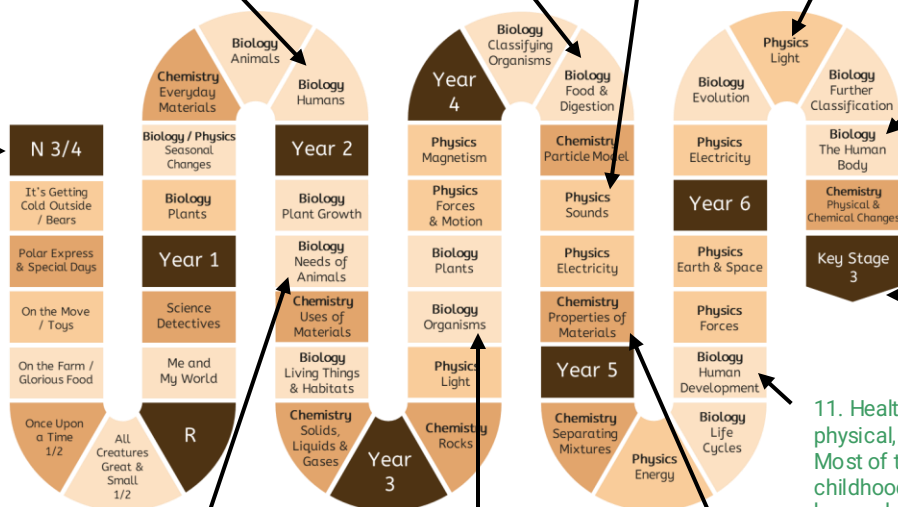 N 3/4
It's Getting
Cold Outside
/ Bears
Polar Express
& Special Days
On the Move
/ Toys
On the Farm /
Glorious Food
Once Upon
a Time
1/2
All
Creatures
Great &
Small
1/2
R
Me and
My World
Science
Detectives
Year 1
Biology
Plants
Biology / Physics
Seasonal
Changes
Chemistry
Everyday
Materials
Biology
Animals
Biology
Humans
Year 2
Biology
Plant Growth
Biology
Needs of
Animals
Chemistry
Uses of
Materials
Biology
Living Things
& Habitats
Chemistry
Solids,
Liquids &
Gases
Year
3
Chemistry
Rocks
Physics
Light
Biology
Organisms
Biology
Plants
Physics
Forces
& Motion
Physics
Magnetism
Year
4
Biology
Classifying
Organisms
Biology
Food &
Digestion
Chemistry
Particle Model
Physics
Sounds
Physics
Electricity
Chemistry
Properties of
Materials
Year 5
Chemistry
Separating
Mixtures
Physics
Energy
Biology
Life
Cycles
Biology
Human
Development
Physics
Forces
Physics
Earth & Space
Year 6
Physics
Electricity
Biology
Evolution
Physics
Light
Biology
Further
Classification
Biology
The Human
Body
Chemistry
Physical &
Chemical Changes
Key Stage
3
11. Healt
physical,
Most of t
childhood